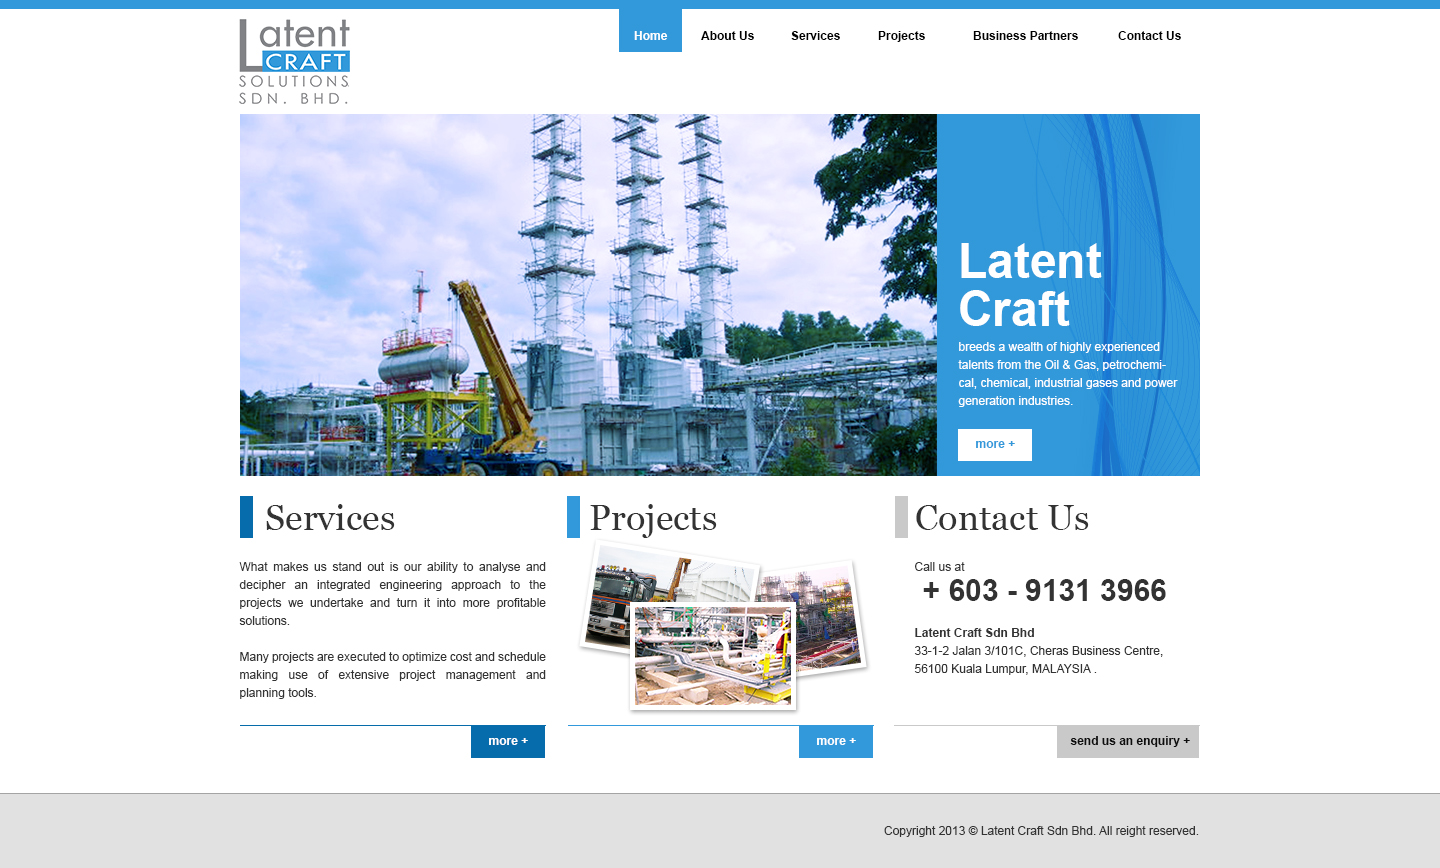 Latent
CRAFT
SOLUTIONS
SDN. BHD.
Home About Us Services Projects Business Partners Contact Us
Latent
Craft
breeds a wealth of highly experienced
talents from the Oil & Gas, petrochemi-
cal, chemical, industrial gases and power
generation industries.
more +
Services
What makes us stand out is our ability to analyse and
decipher an integrated engineering approach to the
projects we undertake and turn it into more profitable
solutions.
Many projects are executed to optimize cost and schedule
making use of extensive project management and
planning tools.
more +
Projects
more +
Contact Us
Call us at
+ 603 - 9131 3966
Latent Craft Sdn Bhd
33-1-2 Jalan 3/101C, Cheras Business Centre,
56100 Kuala Lumpur, MALAYSIA .
send us an enquiry +
Copyright 2013 © Latent Craft Sdn Bhd. All reight reserved.